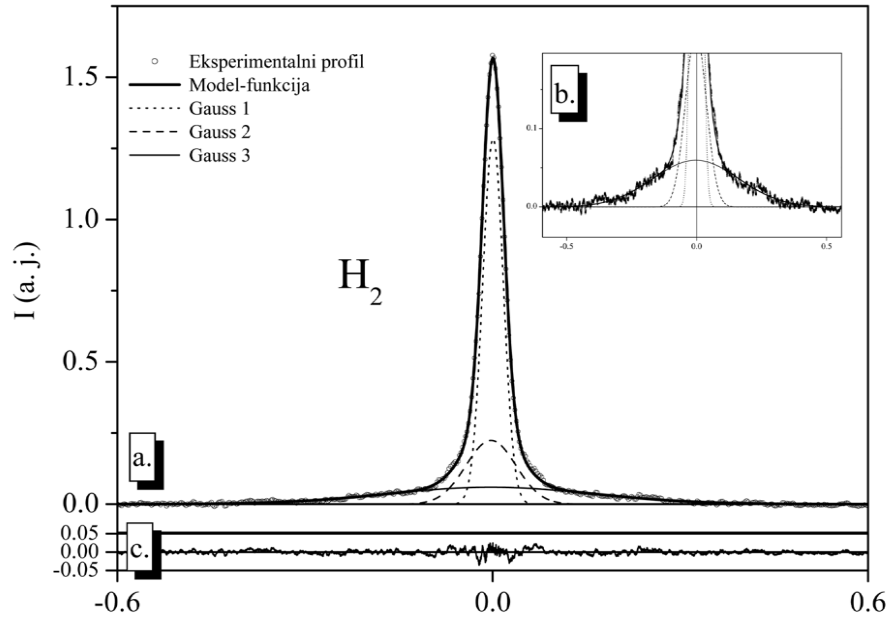 Eksperimentalni profil
Model-funkcija
Gauss 1
Gauss 2
Gauss 3
H2
I (a. j.)
1.5
1.0
0.5
0.0
a.
b.
0.1
0.0
-0.5
0.0
0.5
c.
0.05
0.00
-0.05
-0.6
0.0
0.6